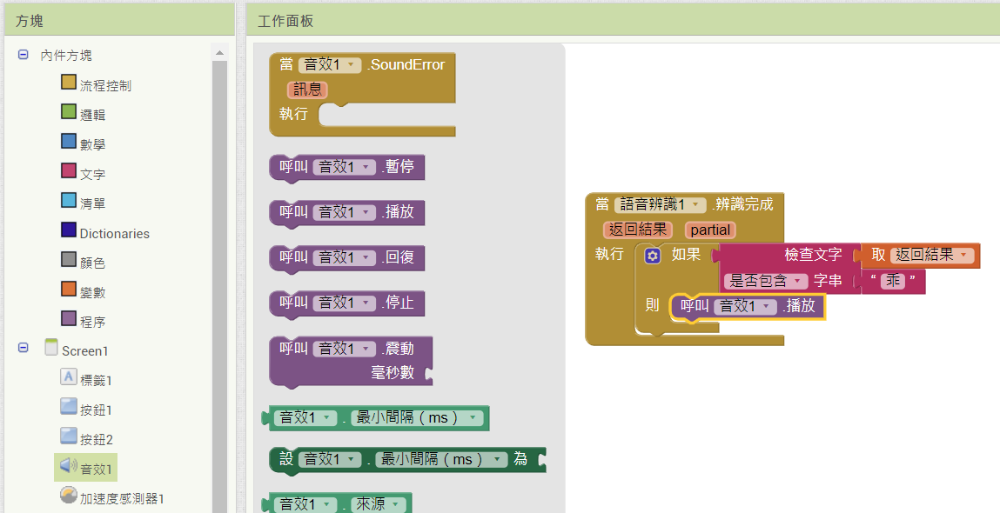 方塊
內件方塊
流程控制
邏輯
數學
文字
清單
Dictionaries
顏色
變數
程序
Screen1
A 標籤1
按鈕1
按鈕2
音效1
加速度感測器1
工作面板
當 音效1 .SoundError
訊息
執行
呼叫 音效1 .暫停
呼叫 音效1 .播放
呼叫 音效1 .回復
呼叫 音效1 .停止
呼叫 音效1 .震動
毫秒數
音效1 . 最小間隔（ms）
設 音效1 . 最小間隔（ms） 為
音效1 . 來源
當 語音辨識1 .辨識完成
返回結果 partial
執行 如果 檢查文字 取 返回結果
是否包含 字串 “ 乖 ”
則 呼叫 音效1 .播放